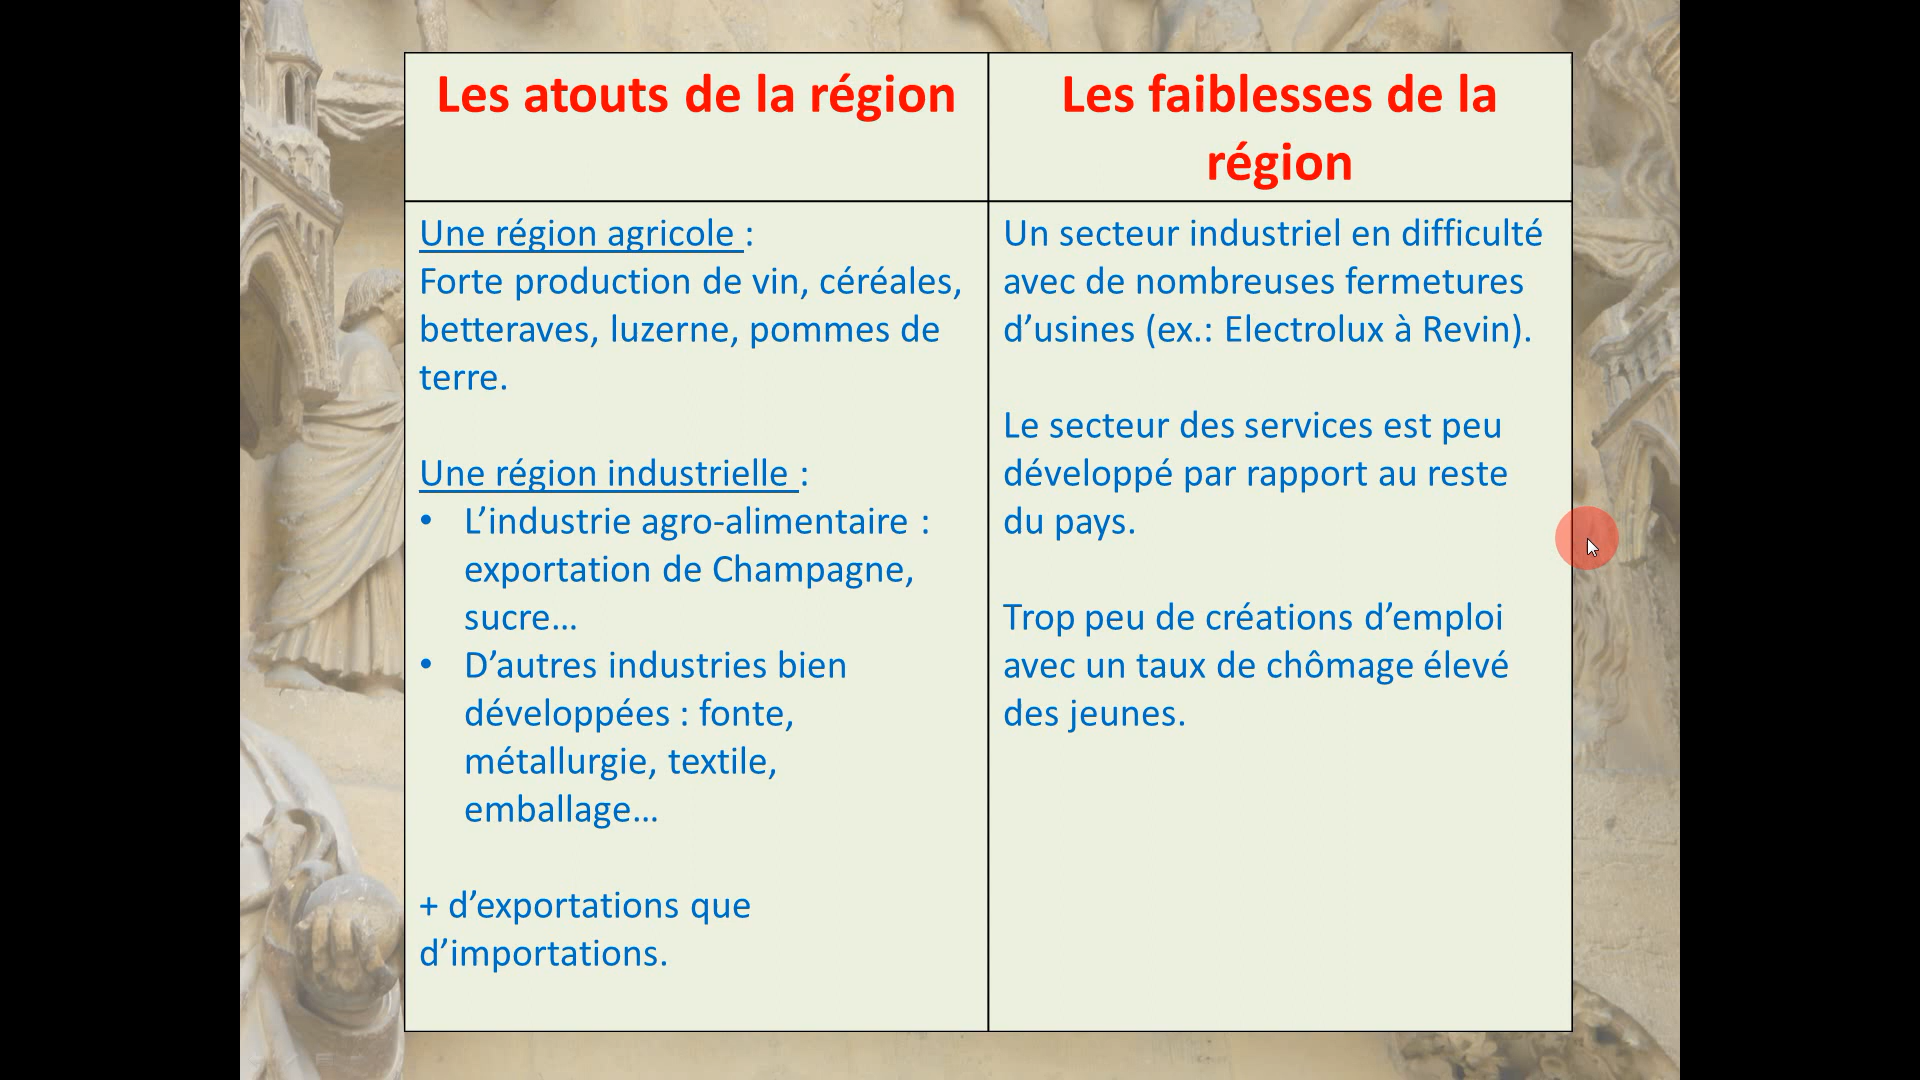 Les atouts de la région
Les faiblesses de la
région
Une région agricole :
Forte production de vin, céréales,
betteraves, luzerne, pommes de
terre.
Une région industrielle :
• L’industrie agro-alimentaire :
exportation de Champagne,
sucre…
• D’autres industries bien
développées : fonte,
métallurgie, textile,
emballage…
+ d’exportations que
d’importations.
Un secteur industriel en difficulté
avec de nombreuses fermetures
d’usines (ex.: Electrolux à Revin).
Le secteur des services est peu
développé par rapport au reste
du pays.
Trop peu de créations d’emploi
avec un taux de chômage élevé
des jeunes.